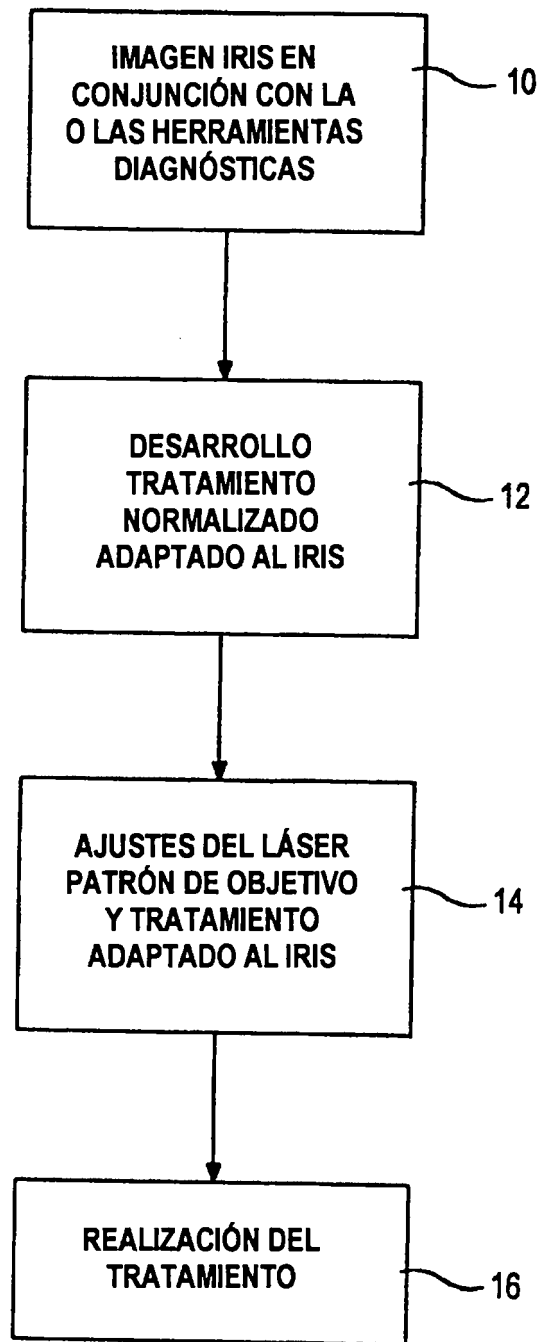 IMAGEN IRIS EN
CONJUNCIÓN CON LA
O LAS HERRAMIENTAS
DIAGNÓSTICAS
10
DESARROLLO
TRATAMIENTO
NORMALIZADO
ADAPTADO AL IRIS
12
AJUSTES DEL LÁSER
PATRÓN DE OBJETIVO
Y TRATAMIENTO
ADAPTADO AL IRIS
14
REALIZACIÓN DEL
TRATAMIENTO
16